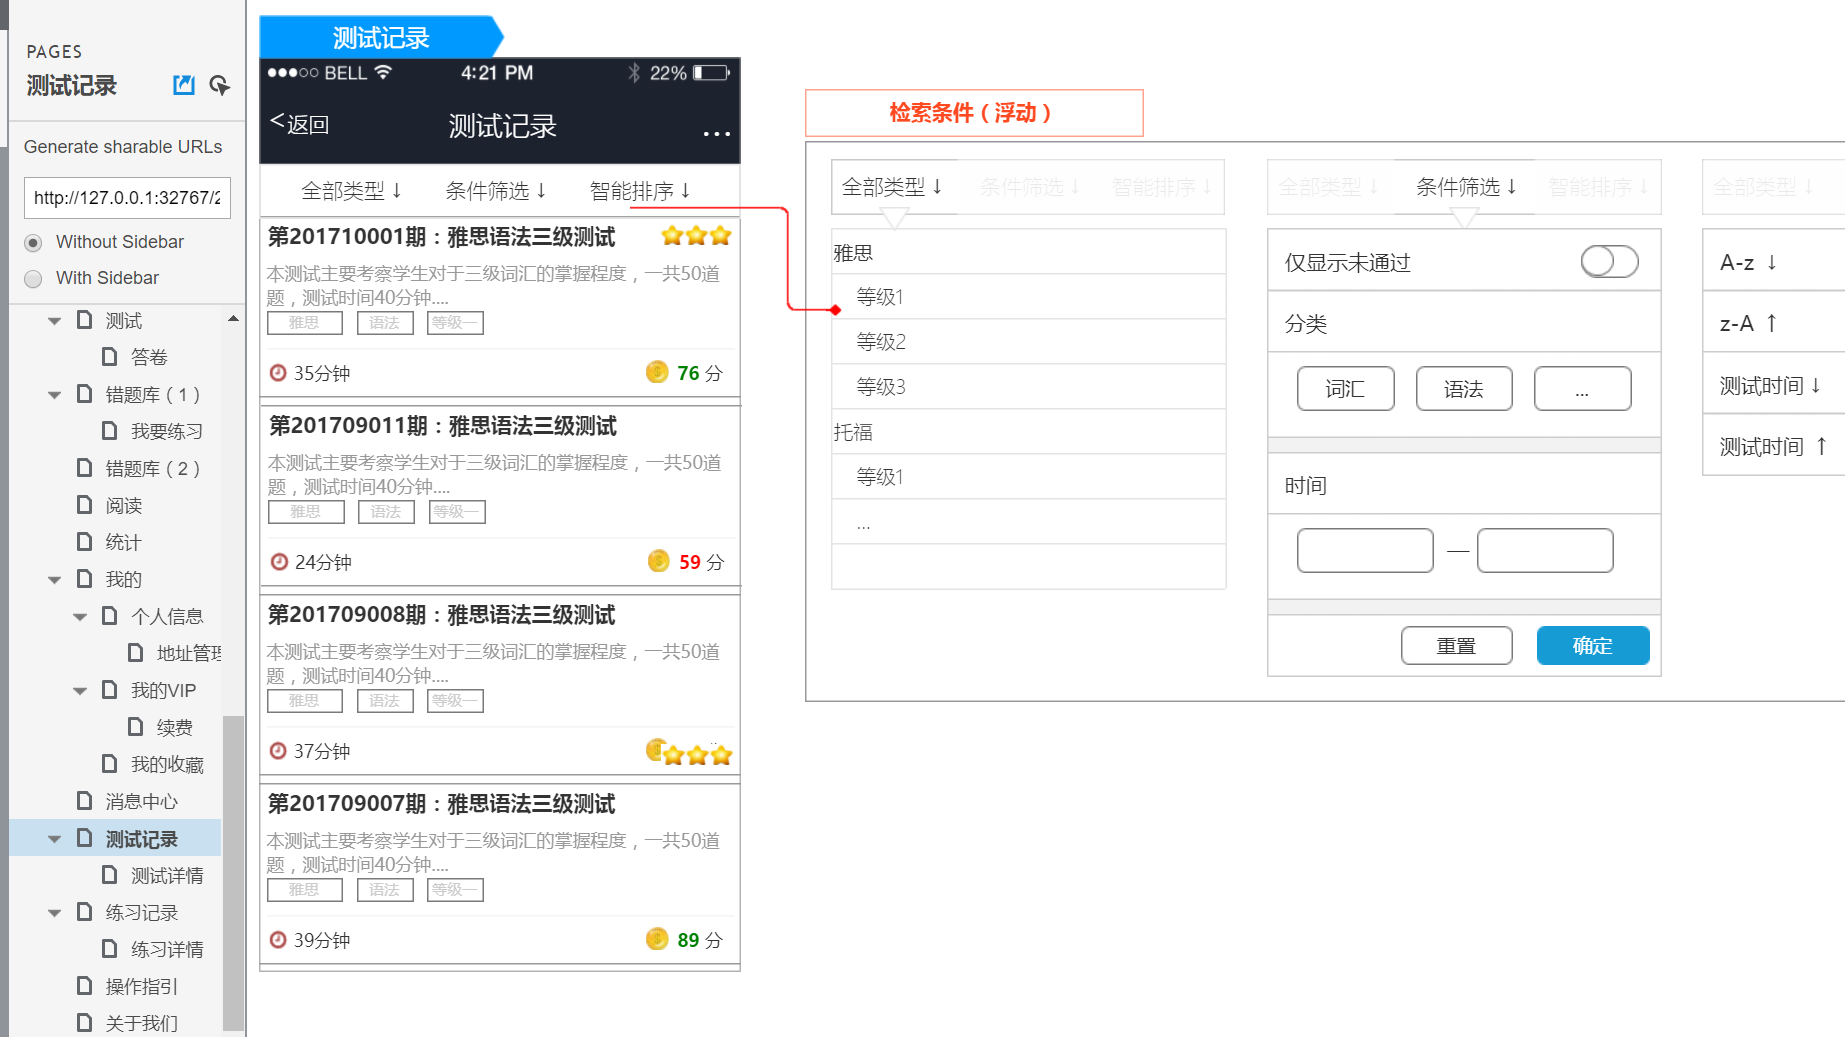 PAGES
测试记录
Generate sharable URLs
http://127.0.0.1:32767/2
Without Sidebar
With Sidebar
测试
答卷
错题库（1）
我要练习
错题库（2）
阅读
统计
我的
个人信息
地址管理
我的VIP
续费
我的收藏
消息中心
测试记录
测试详情
练习记录
练习详情
操作指引
关于我们
测试记录
BELL 4:21 PM 22%
<返回 测试记录 ...
全部类型↓ 条件筛选↓ 智能排序↓
第201710001期：雅思语法三级测试
本测试主要考察学生对于三级词汇的掌握程度，一共50道
题，测试时间40分钟....
雅思 语法 等级一
35分钟 76 分
第201709011期：雅思语法三级测试
本测试主要考察学生对于三级词汇的掌握程度，一共50道
题，测试时间40分钟....
雅思 语法 等级一
24分钟 59 分
第201709008期：雅思语法三级测试
本测试主要考察学生对于三级词汇的掌握程度，一共50道
题，测试时间40分钟....
雅思 语法 等级一
37分钟
第201709007期：雅思语法三级测试
本测试主要考察学生对于三级词汇的掌握程度，一共50道
题，测试时间40分钟....
雅思 语法 等级一
39分钟 89 分
检索条件（浮动）
全部类型↓ 条件筛选↓ 智能排序↓
雅思
等级1
等级2
等级3
托福
等级1
...
全部类型↓ 条件筛选↓ 智能排序↓
仅显示未通过
分类
词汇 语法 ...
时间
—
重置 确定
全部类型↓
A-z ↓
z-A ↑
测试时间↓
测试时间 ↑